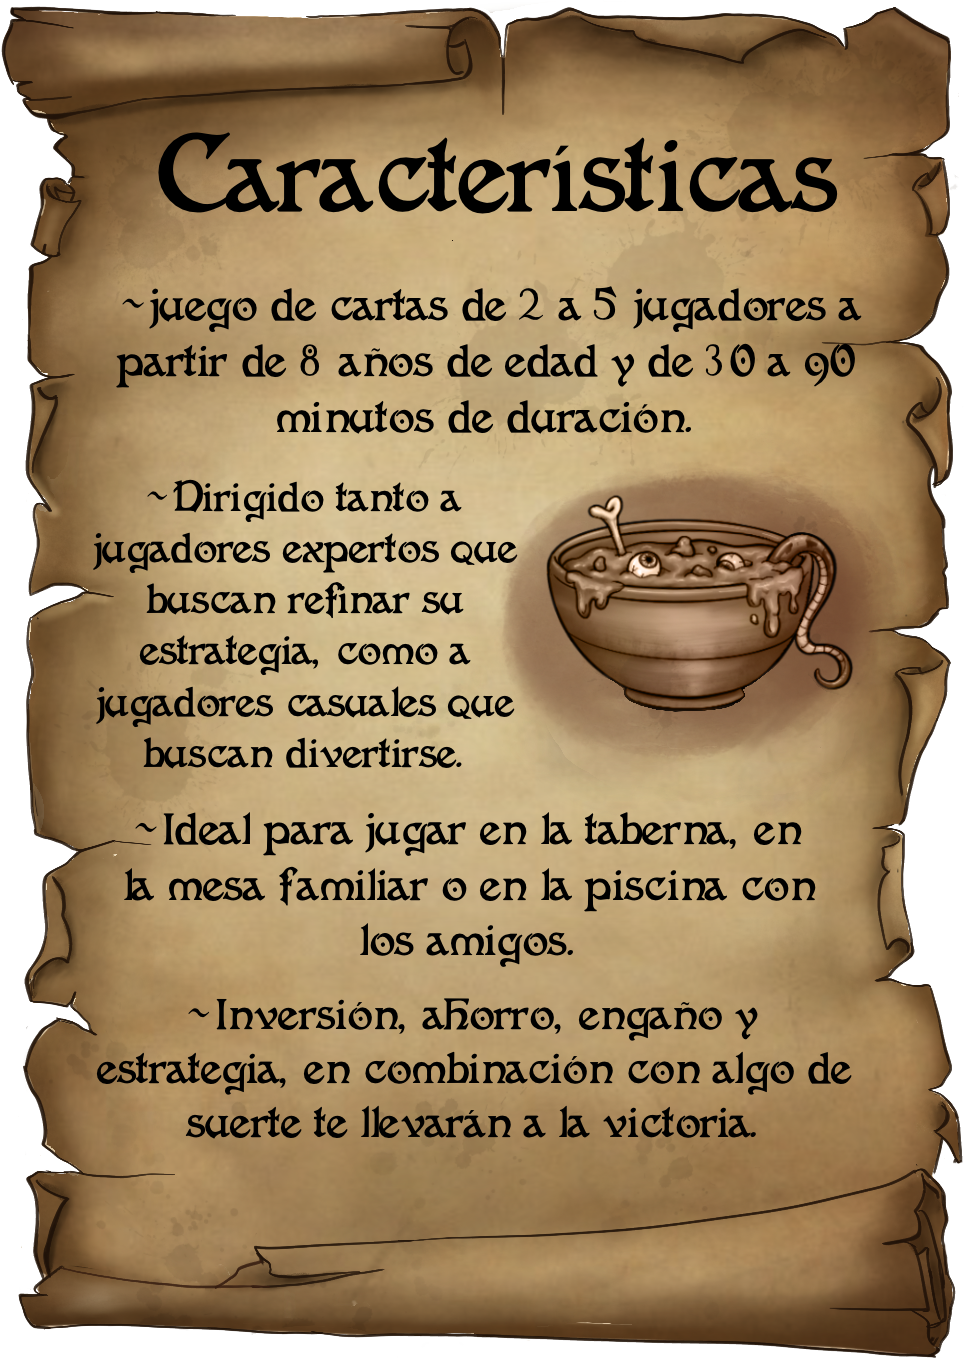 Características
~juego de cartas de 2 a 5 jugadores a
partir de 8 años de edad y de 30 a 90
minutos de duración.
~Dirigido tanto a
jugadores expertos que
buscan refinar su
estrategia, como a
jugadores casuales que
buscan divertirse.
~Ideal para jugar en la taberna, en
la mesa familiar o en la piscina con
los amigos.
~Inversión, ahorro, engaño y
estrategia, en combinación con algo de
suerte te llevarán a la victoria.